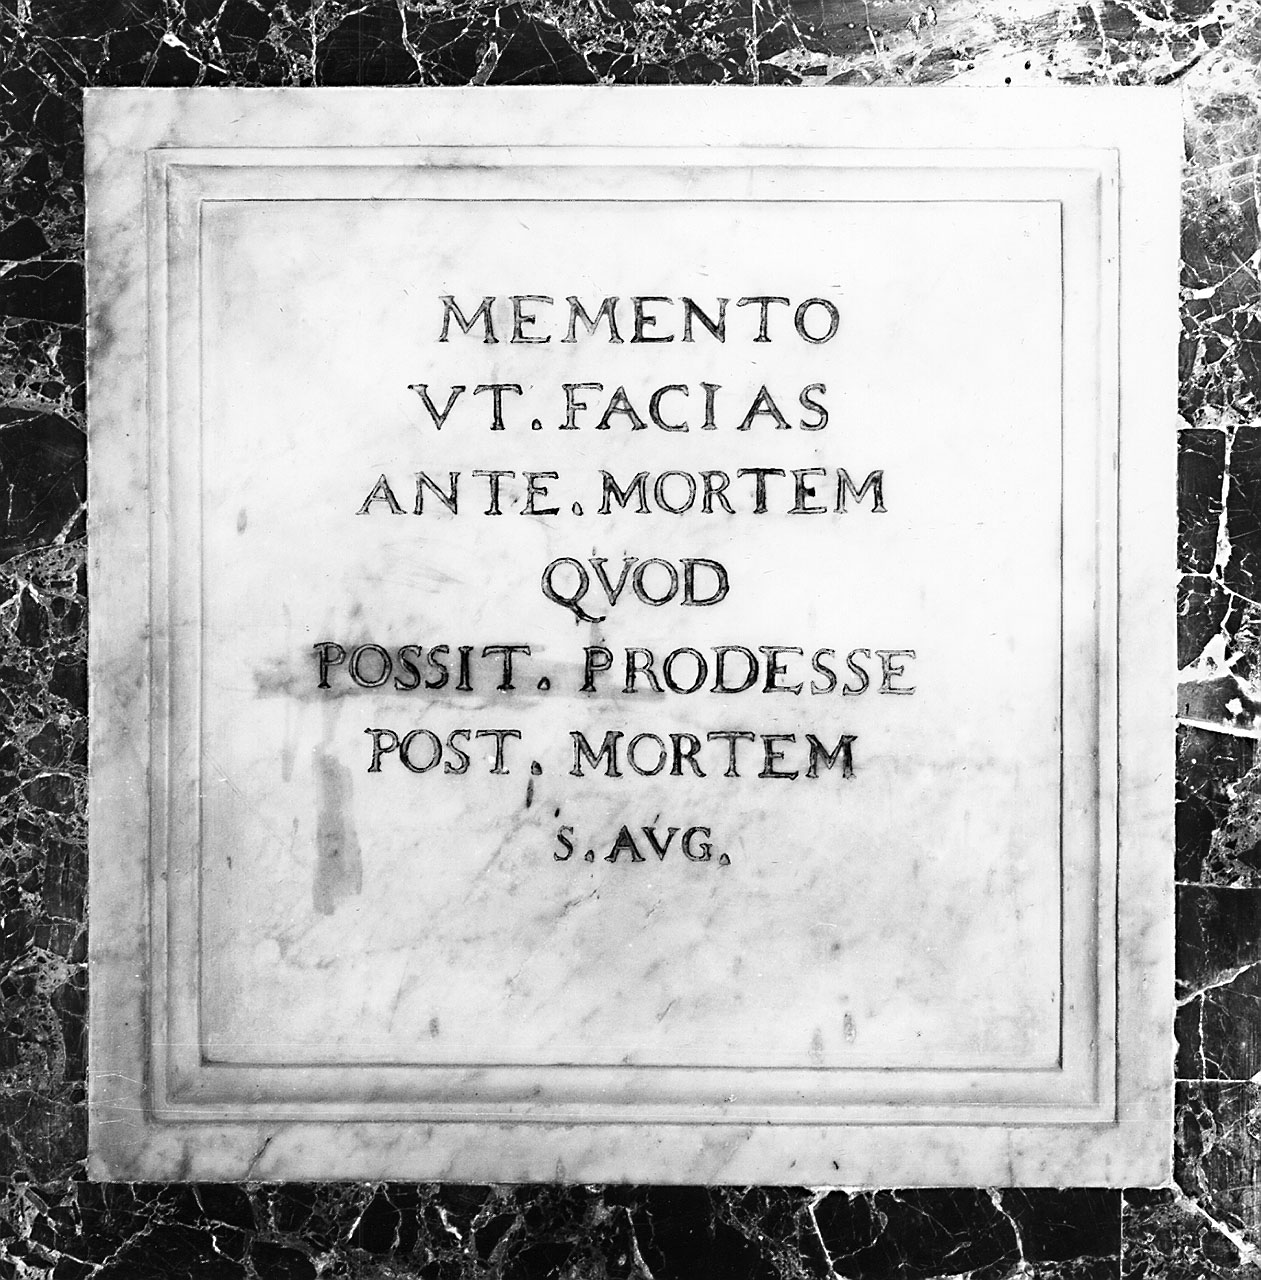 MEMENTO
VT. FACIAS
ANTE. MORTEM
QVOD
POSSIT. PRODESSE
POST. MORTEM
S. AVG.